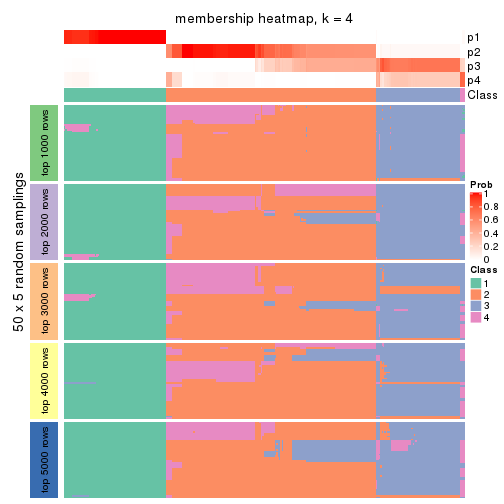 membership heatmap, k = 4
p1
p2
p3
p4
Class
50 x 5 random samplings
top 1000 rows
top 2000 rows
top 3000 rows
top 4000 rows
top 5000 rows
Prob
1
0.8
0.6
0.4
0.2
0
Class
1
2
3
4